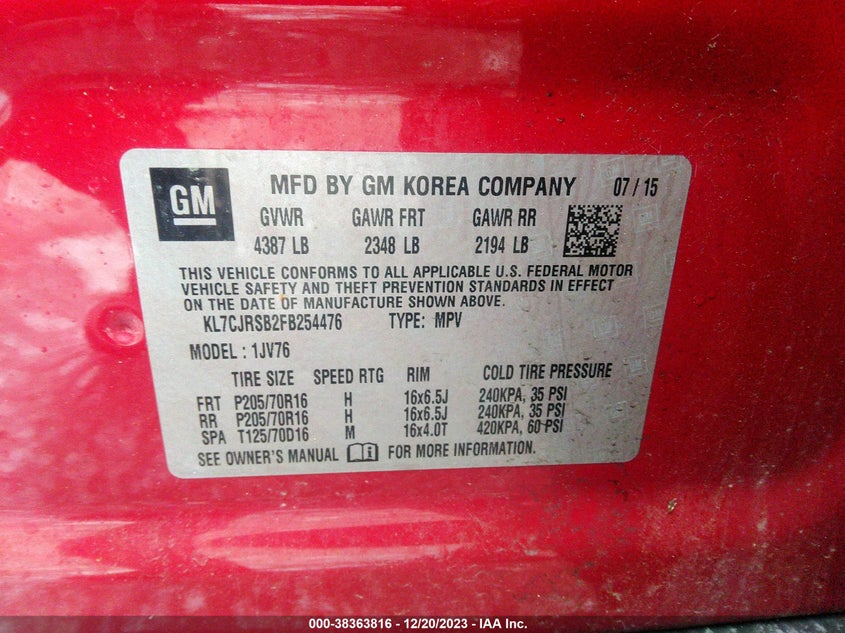 GM MFD BY GM KOREA COMPANY 07 / 15
GVWR GAWR FRT GAWR RR
4387 LB 2348 LB 2194 LB
THIS VEHICLE CONFORMS TO ALL APPLICABLE U.S. FEDERAL MOTOR
VEHICLE SAFETY AND THEFT PREVENTION STANDARDS IN EFFECT
ON THE DATE OF MANUFACTURE SHOWN ABOVE.
KL7CJRSB2FB254476 TYPE: MPV
MODEL : 1JV76
TIRE SIZE SPEED RTG RIM COLD TIRE PRESSURE
FRT P205/70R16 H 16x6.5J 240KPA, 35 PSI
RR P205/70R16 H 16x6.5J 240KPA, 35 PSI
SPA T125/70D16 M 16x4.0T 420KPA, 60 PSI
SEE OWNER'S MANUAL FOR MORE INFORMATION.
000-38363816 - 12/20/2023 - IAA Inc.